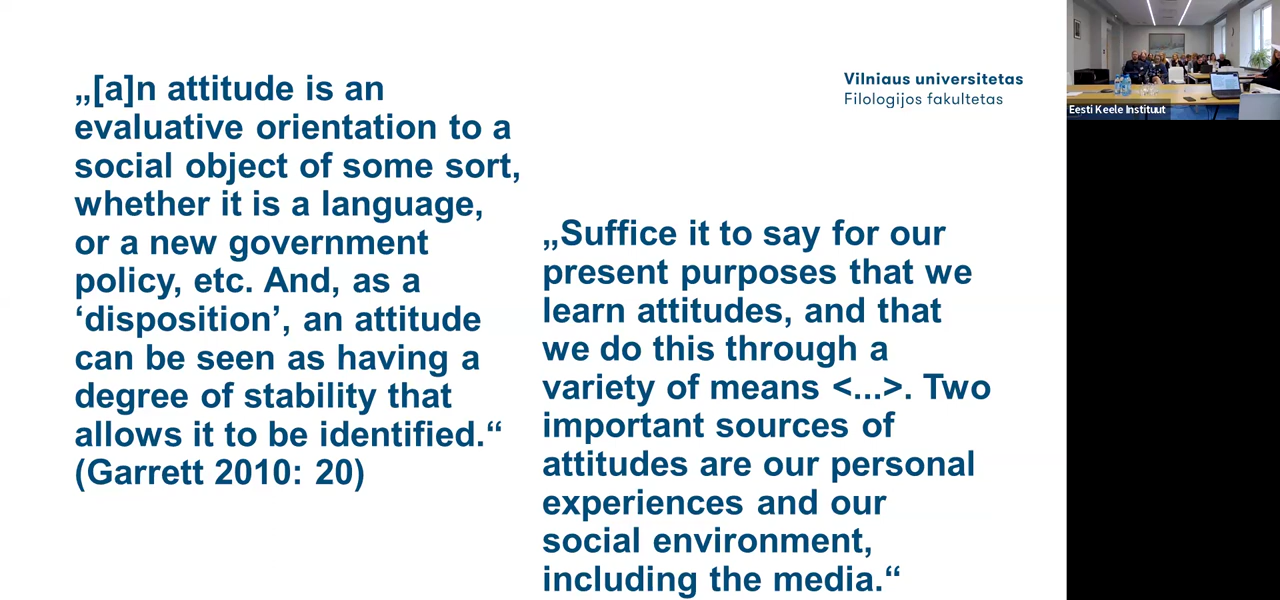 „[a]n attitude is an
evaluative orientation to a
social object of some sort,
whether it is a language,
or a new government
policy, etc. And, as a
‘disposition’, an attitude
can be seen as having a
degree of stability that
allows it to be identified.“
(Garrett 2010: 20)
Vilniaus universitetas
Filologijos fakultetas
„Suffice it to say for our
present purposes that we
learn attitudes, and that
we do this through a
variety of means <...>. Two
important sources of
attitudes are our personal
experiences and our
social environment,
including the media.“
Eesti Keele Instituut